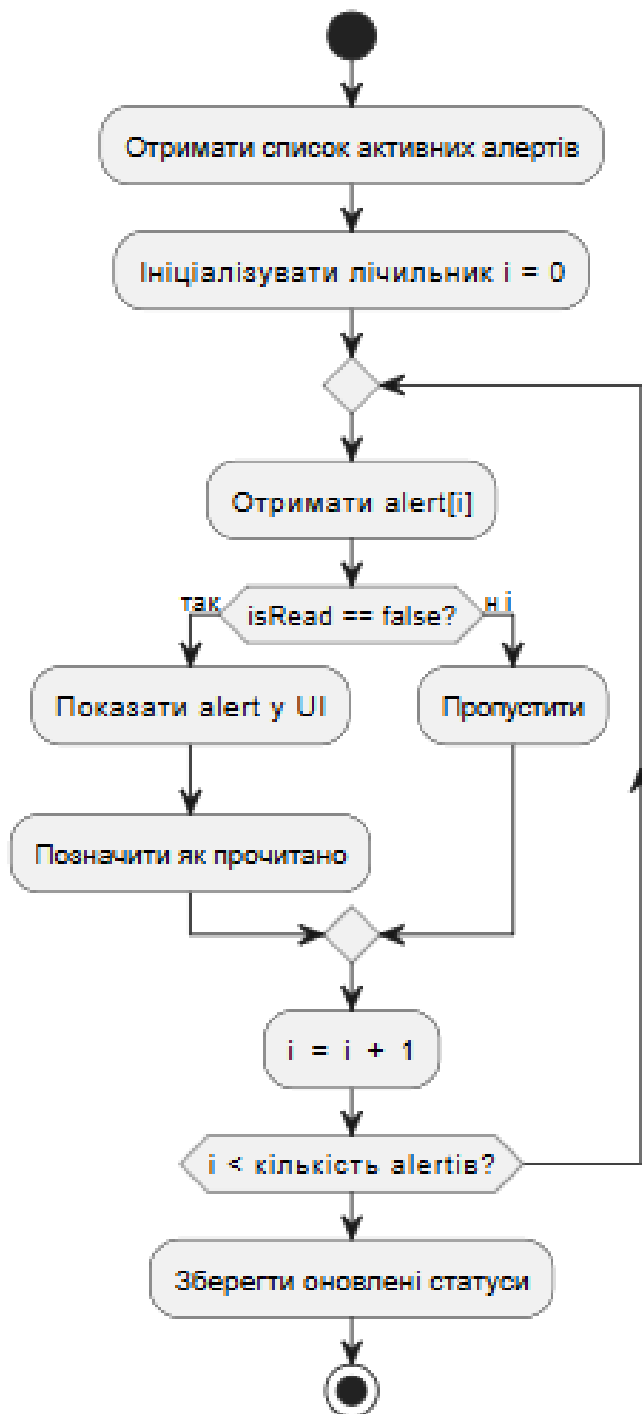 Отримати список активних алертів
Ініціалізувати лічильник i = 0
Отримати alert[i]
так
isRead == false?
ні
Показати alert у UI
Пропустити
Позначити як прочитано
i = i + 1
i < кількість alertів?
Зберегти оновлені статуси